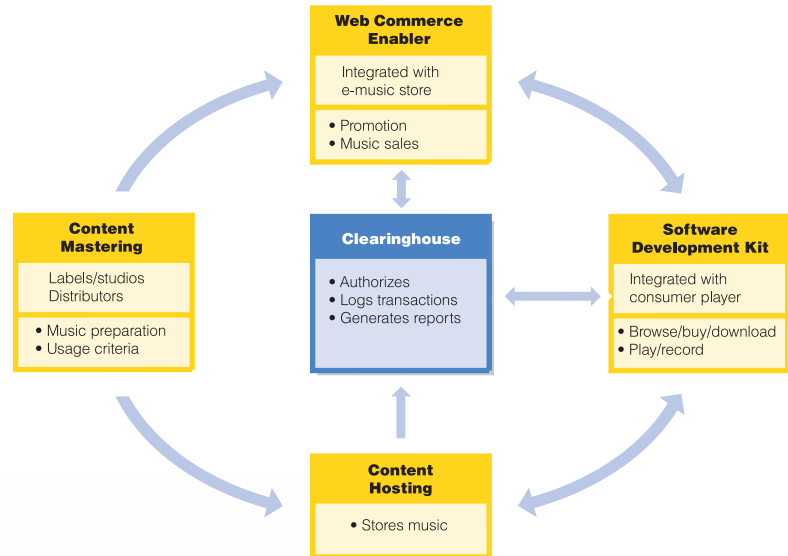 Web Commerce
Enabler
Integrated with
e-music store
• Promotion
• Music sales
Content
Mastering
Labels/studios
Distributors
• Music preparation
• Usage criteria
Clearinghouse
• Authorizes
• Logs transactions
• Generates reports
Software
Development Kit
Integrated with
consumer player
• Browse/buy/download
• Play/record
Content
Hosting
• Stores music